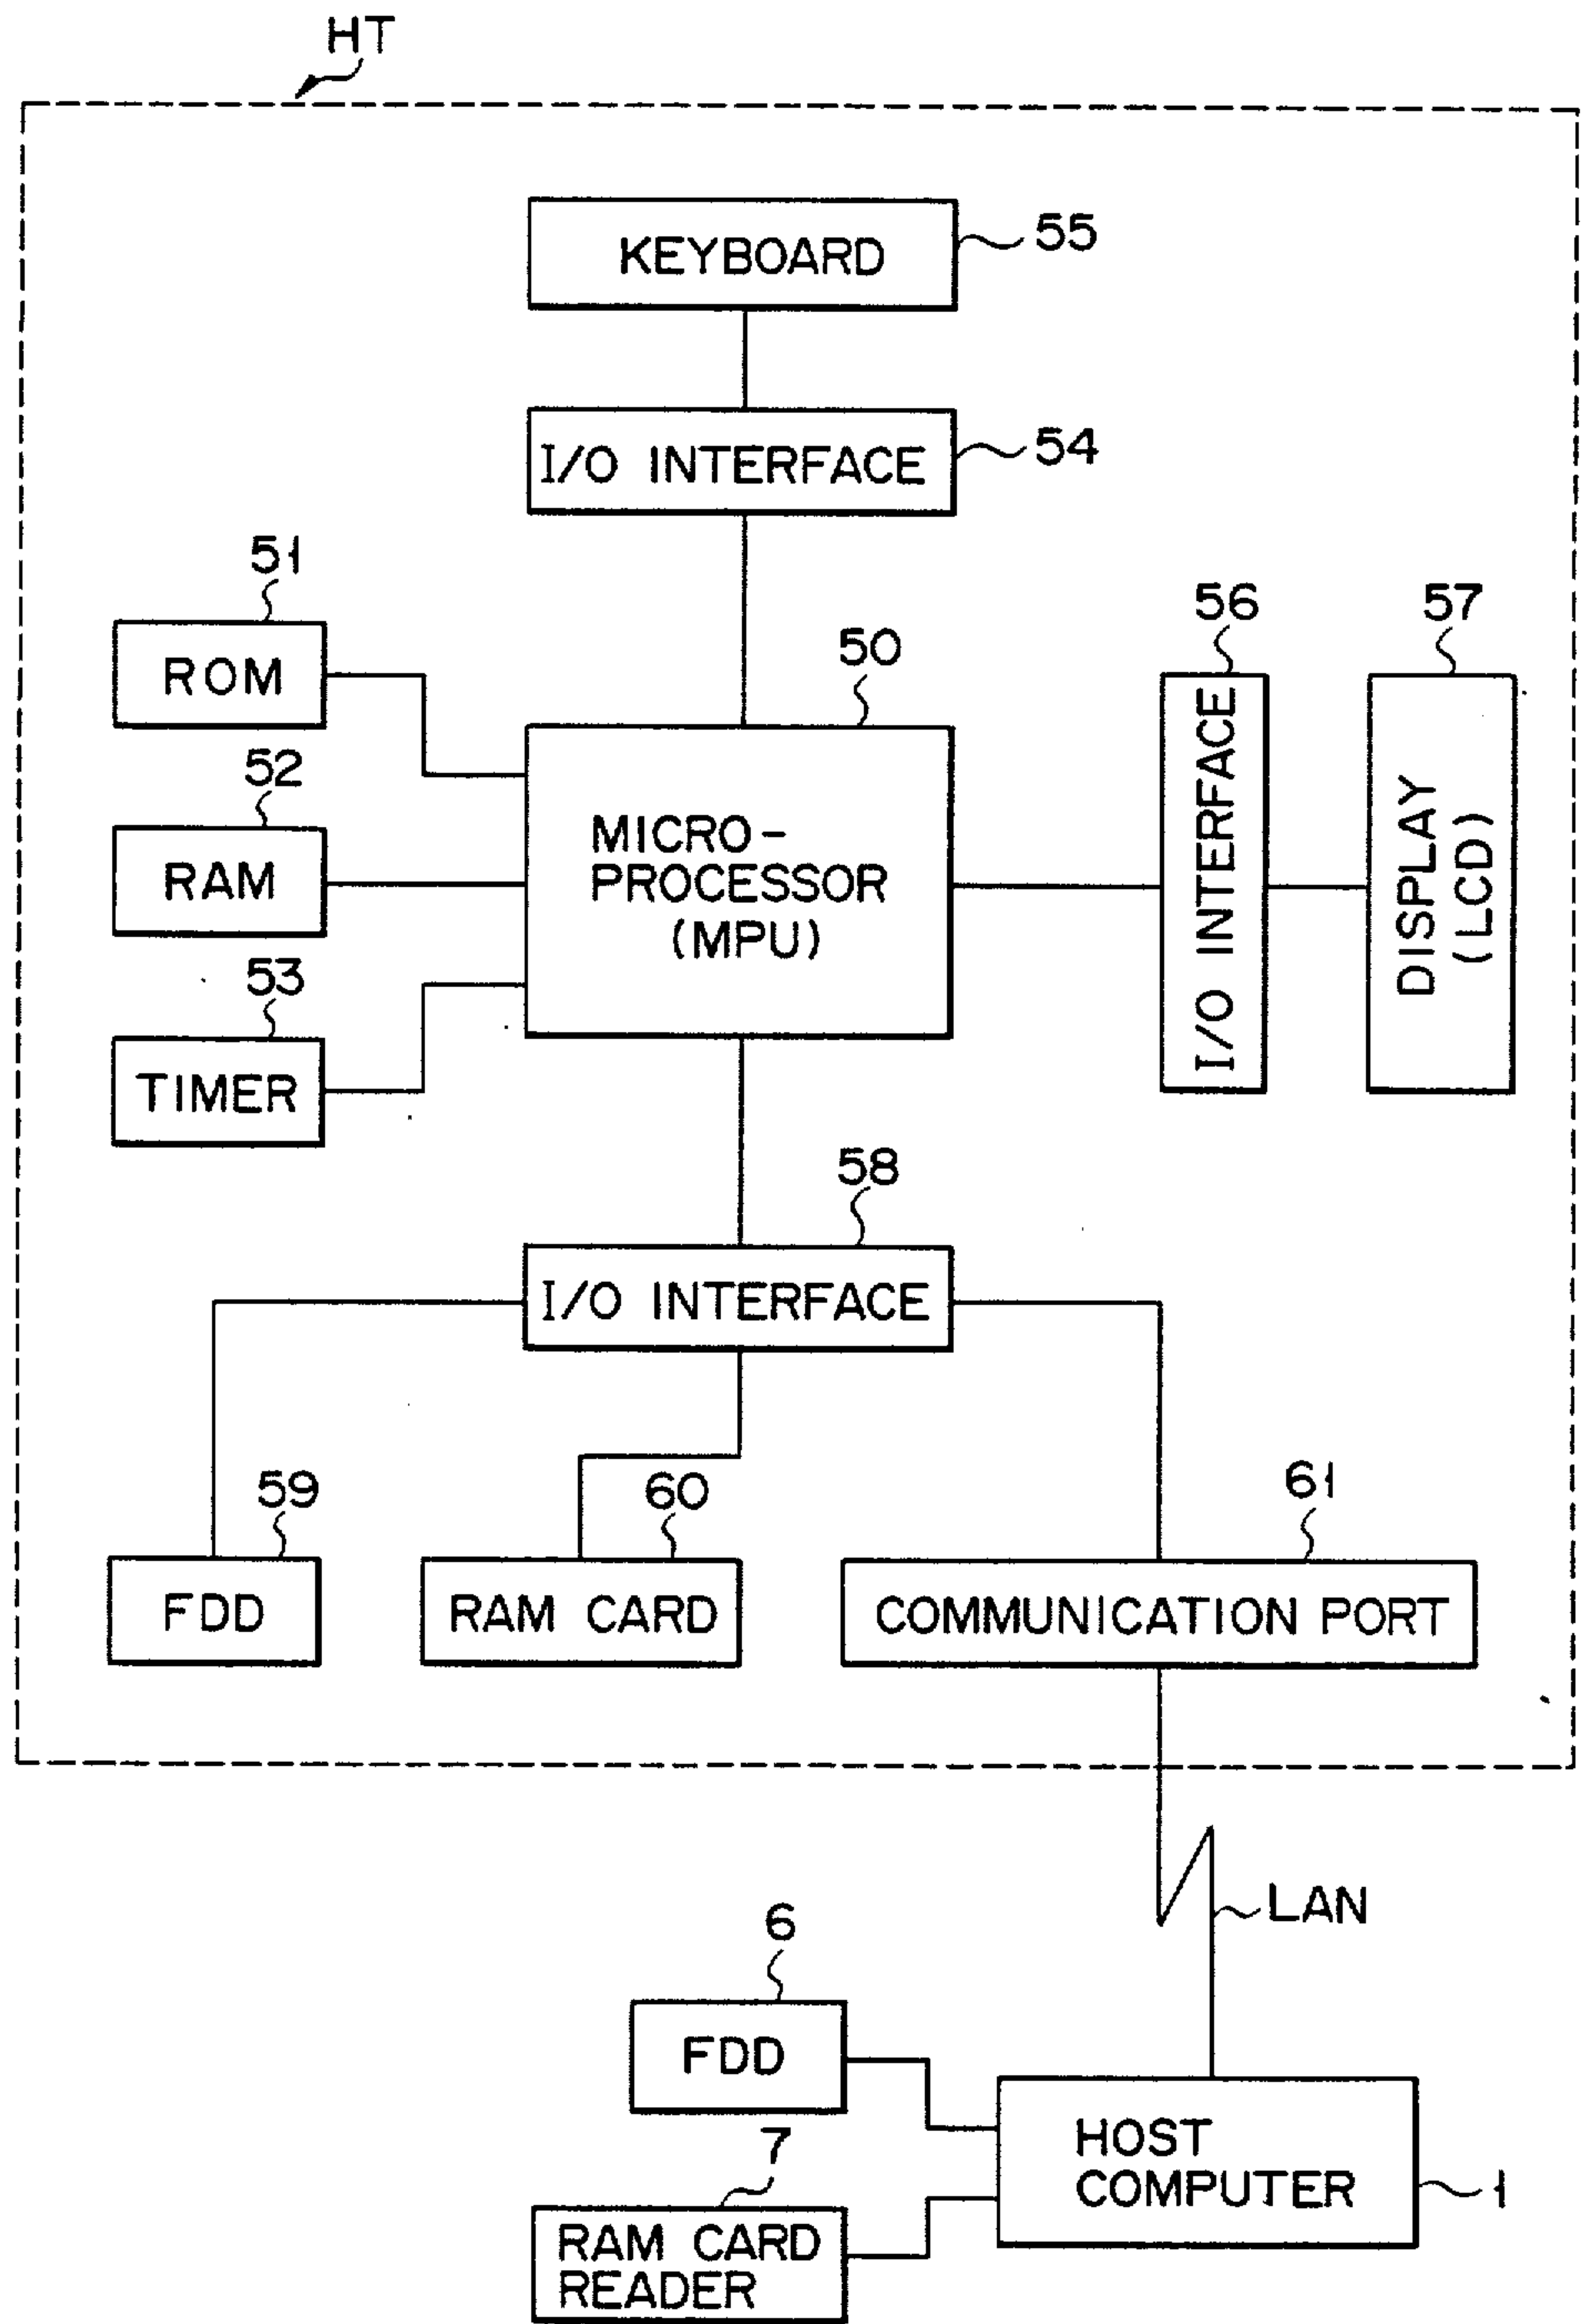 HT
KEYBOARD
55
I/O INTERFACE
54
51
ROM
50
56
57
52
RAM
MICRO-
PROCESSOR
(MPU)
I/O INTERFACE
DISPLAY
(LCD)
53
TIMER
58
I/O INTERFACE
59
60
61
FDD
RAM CARD
COMMUNICATION PORT
LAN
6
FDD
7
HOST
COMPUTER
1
RAM CARD
READER